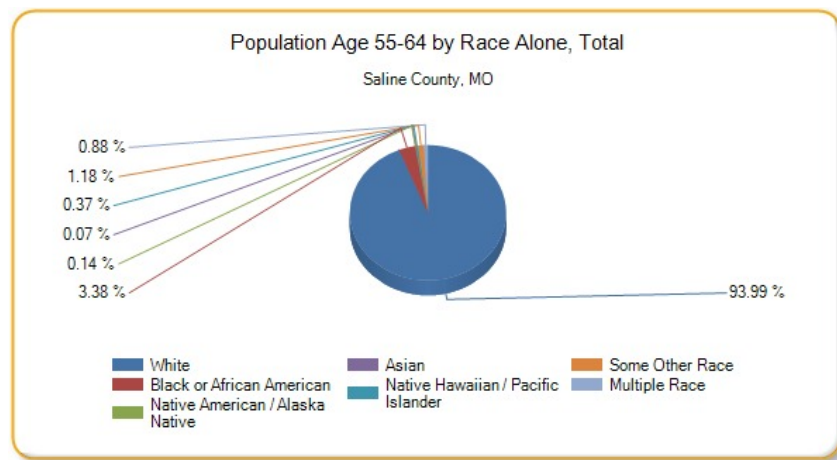 Population Age 55-64 by Race Alone, Total
Saline County, MO
0.88 %
1.18 %
0.37 %
0.07 %
0.14 %
3.38 %
93.99 %
White
Asian
Some Other Race
Black or African American
Native Hawaiian / Pacific
Islander
Multiple Race
Native American / Alaska
Native